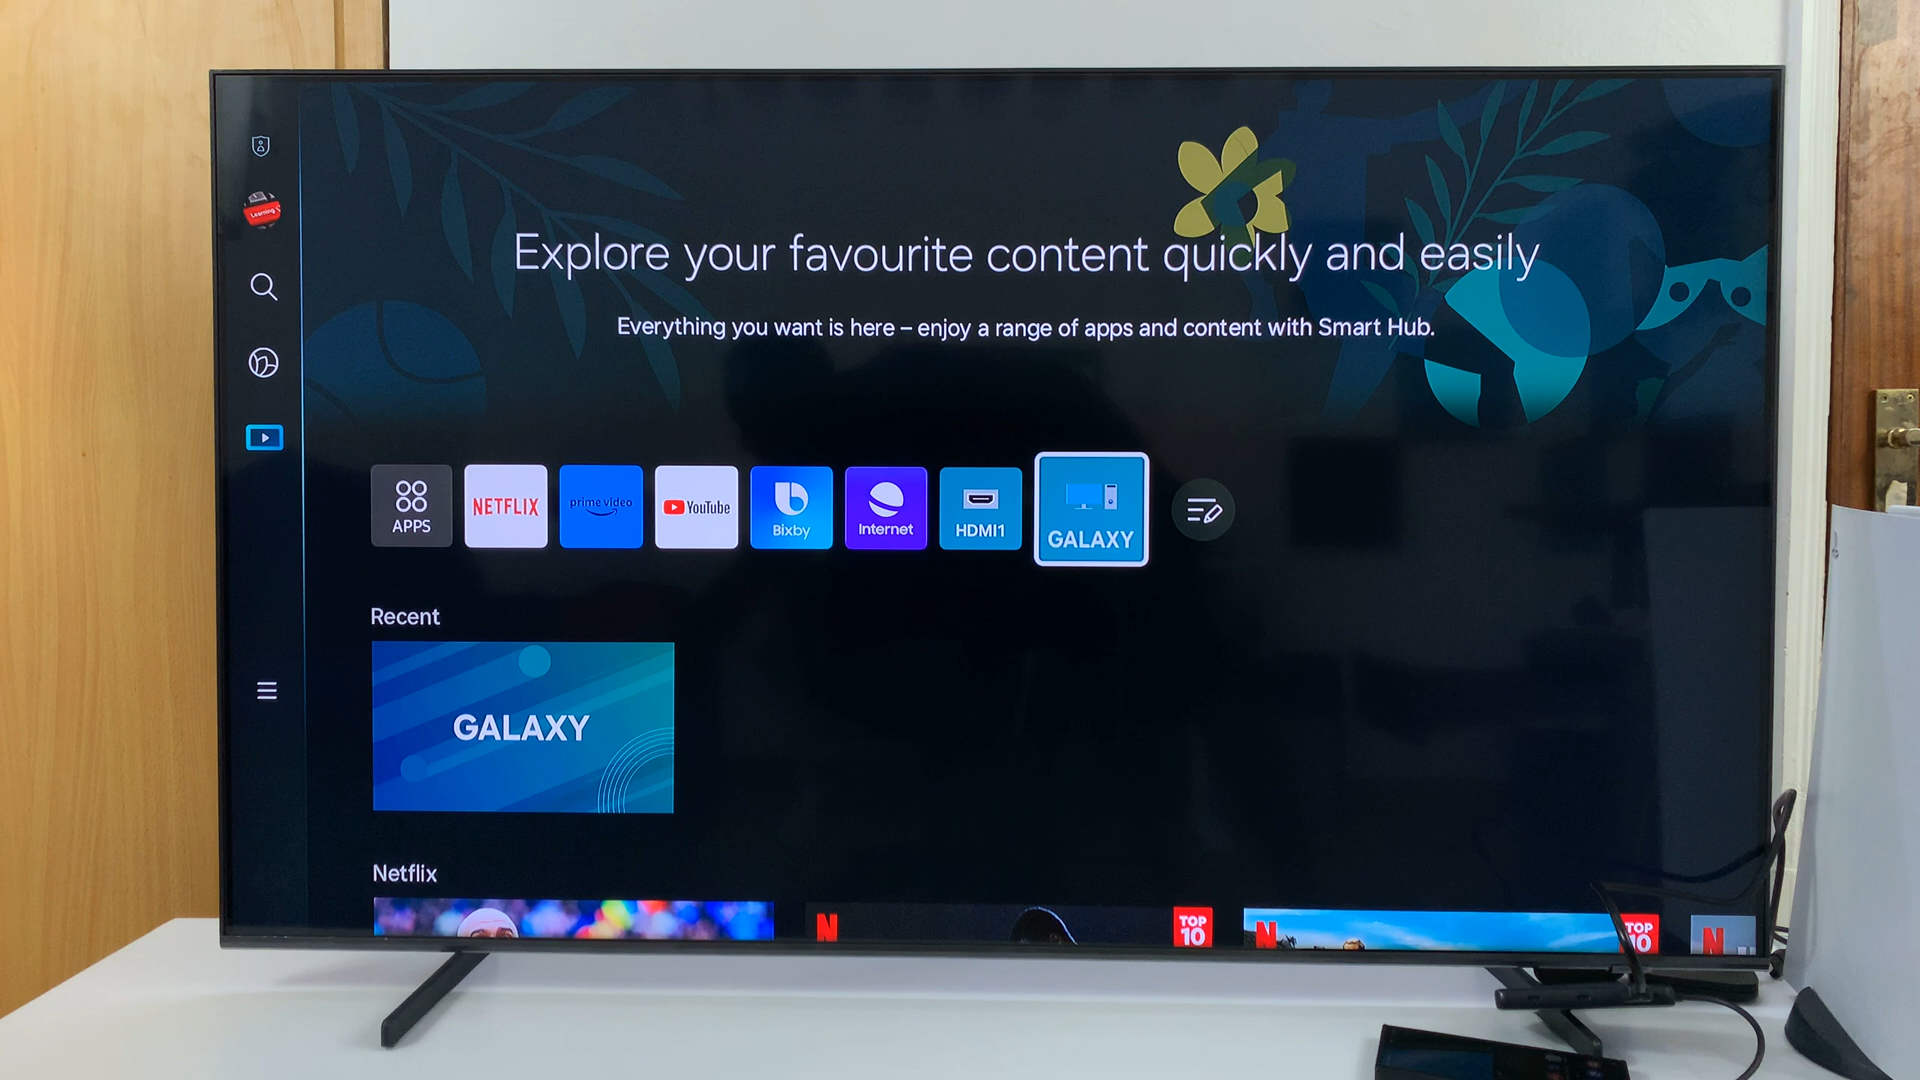 Learning
Explore your favourite content quickly and easily
Everything you want is here – enjoy a range of apps and content with Smart Hub.
APPS
NETFLIX
prime video
YouTube
Bixby
Internet
HDMI1
GALAXY
Recent
GALAXY
Netflix
N
TOP
10
N
TOP
10
N